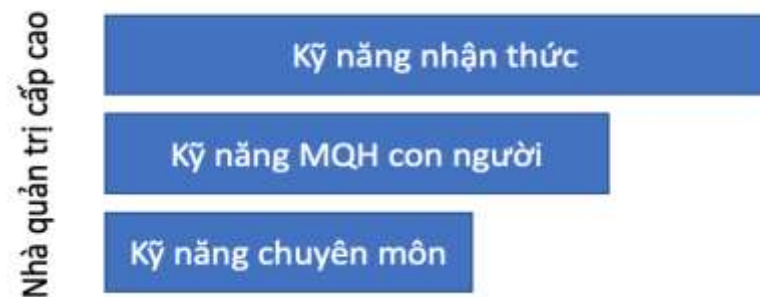 Nhà quản trị cấp cao
Kỹ năng nhận thức
Kỹ năng MQH con người
Kỹ năng chuyên môn